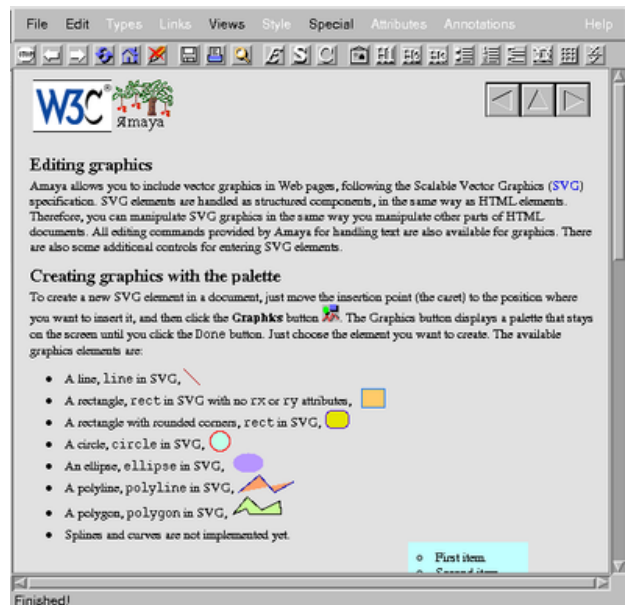 File Edit Types Links Views Style Special Attributes Annotations Help
STOP E S C H1 H2 H3
W3C®
Amaya
Editing graphics
Amaya allows you to include vector graphics in Web pages, following the Scalable Vector Graphics (SVG)
specification. SVG elements are handled as structured components, in the same way as HTML elements.
Therefore, you can manipulate SVG graphics in the same way you manipulate other parts of HTML
documents. All editing commands provided by Amaya for handling text are also available for graphics. There
are also some additional controls for entering SVG elements.
Creating graphics with the palette
To create a new SVG element in a document, just move the insertion point (the caret) to the position where
you want to insert it, and then click the Graphics button . The Graphics button displays a palette that stays
on the screen until you click the Done button. Just choose the element you want to create. The available
graphics elements are:
• A line, line in SVG,
• A rectangle, rect in SVG with no rx or ry attributes,
• A rectangle with rounded corners, rect in SVG,
• A circle, circle in SVG,
• An ellipse, ellipse in SVG,
• A polyline, polyline in SVG,
• A polygon, polygon in SVG,
• Splines and curves are not implemented yet.
First item.
Second item
Finished!